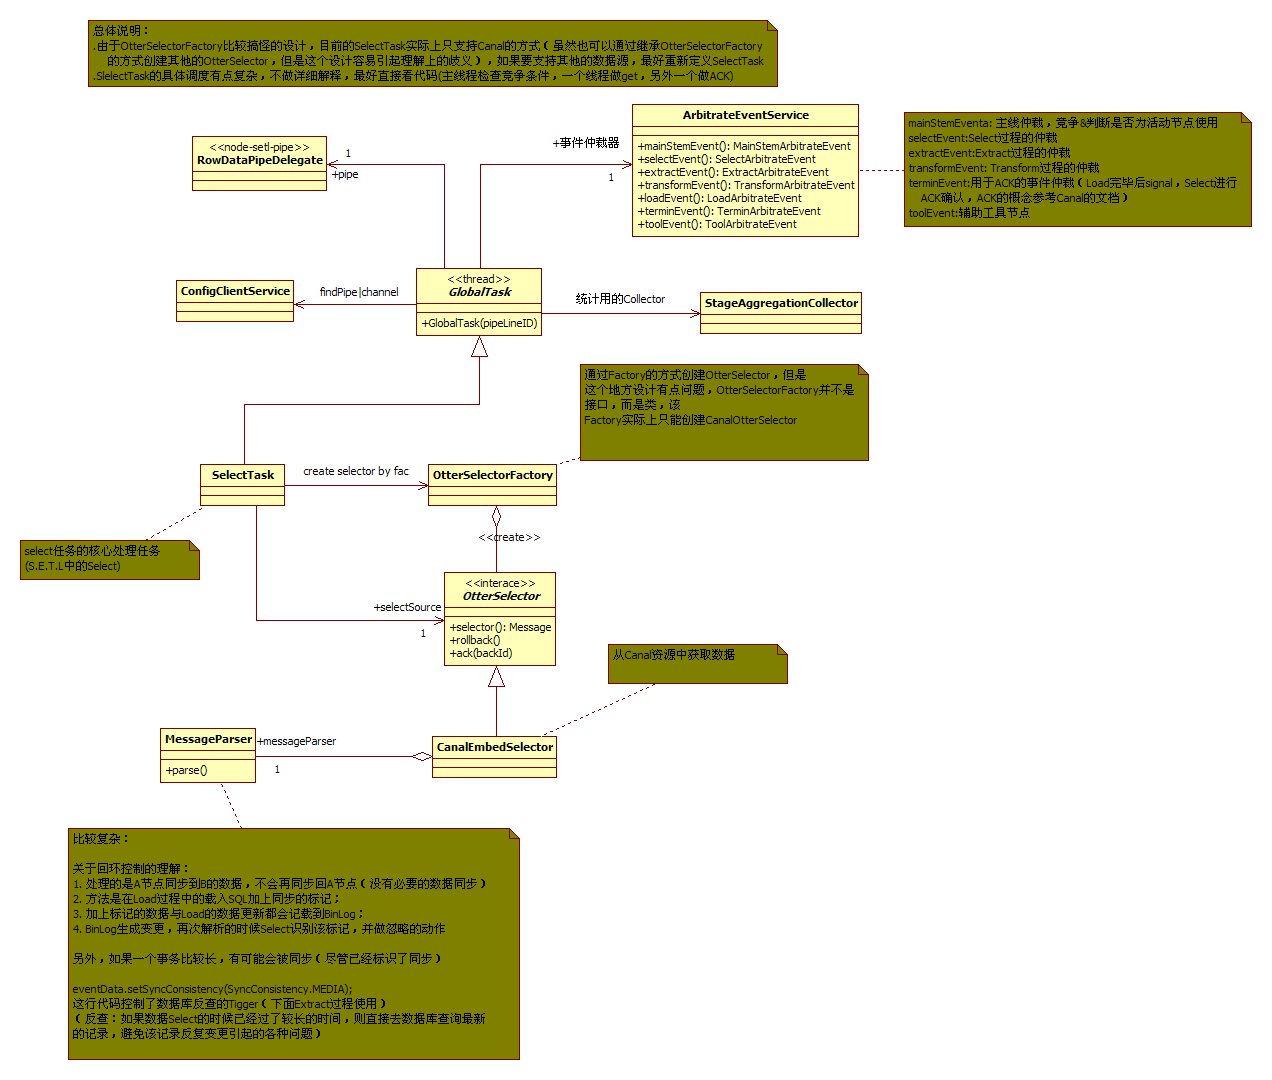 总体说明：
.由于OtterSelectorFactory比较搞怪的设计，目前的SelectTask实际上只支持Canal的方式（虽然也可以通过继承OtterSelectorFactory
的方式创建其他的OtterSelector，但是这个设计容易引起理解上的歧义），如果要支持其他的数据源，最好重新定义SelectTask
.SlelectTask的具体调度有点复杂，不做详细解释，最好直接看代码(主线程检查竞争条件，一个线程做get，另外一个做ACK)
<<node-setl-pipe>>
RowDataPipeDelegate
1
+pipe
+事件仲裁器
1
ArbitrateEventService
+mainStemEvent(): MainStemArbitrateEvent
+selectEvent(): SelectArbitrateEvent
+extractEvent(): ExtractArbitrateEvent
+transformEvent(): TransformArbitrateEvent
+loadEvent(): LoadArbitrateEvent
+terminEvent(): TerminArbitrateEvent
+toolEvent(): ToolArbitrateEvent
mainStemEventa: 主线仲裁，竞争&判断是否为活动节点使用
selectEvent:Select过程的仲裁
extractEvent:Extract过程的仲裁
transformEvent: Transform过程的仲裁
terminEvent:用于ACK的事件仲裁（Load完毕后signal，Select进行
ACK确认，ACK的概念参考Canal的文档）
toolEvent:辅助工具节点
ConfigClientService
findPipe|channel
<<thread>>
GlobalTask
+GlobalTask(pipeLineID)
统计用的Collector
StageAggregationCollector
通过Factory的方式创建OtterSelector，但是
这个地方设计有点问题，OtterSelectorFactory并不是
接口，而是类，该
Factory实际上只能创建CanalOtterSelector
SelectTask
create selector by fac
OtterSelectorFactory
<<create>>
select任务的核心处理任务
(S.E.T.L中的Select)
+selectSource
1
<<interace>>
OtterSelector
+selector(): Message
+rollback()
+ack(backId)
从Canal资源中获取数据
MessageParser
+parse()
+messageParser
1
CanalEmbedSelector
比较复杂：
关于回环控制的理解：
1. 处理的是A节点同步到B的数据，不会再同步回A节点（没有必要的数据同步）
2. 方法是在Load过程中的载入SQL加上同步的标记；
3. 加上标记的数据与Load的数据更新都会记载到BinLog；
4. BinLog生成变更，再次解析的时候Select识别该标记，并做忽略的动作
另外，如果一个事务比较长，有可能会被同步（尽管已经标识了同步）
eventData.setSyncConsistency(SyncConsistency.MEDIA);
这行代码控制了数据库反查的Tigger（下面Extract过程使用）
（反查：如果数据Select的时候已经过了较长的时间，则直接去数据库查询最新
的记录，避免该记录反复变更引起的各种问题）